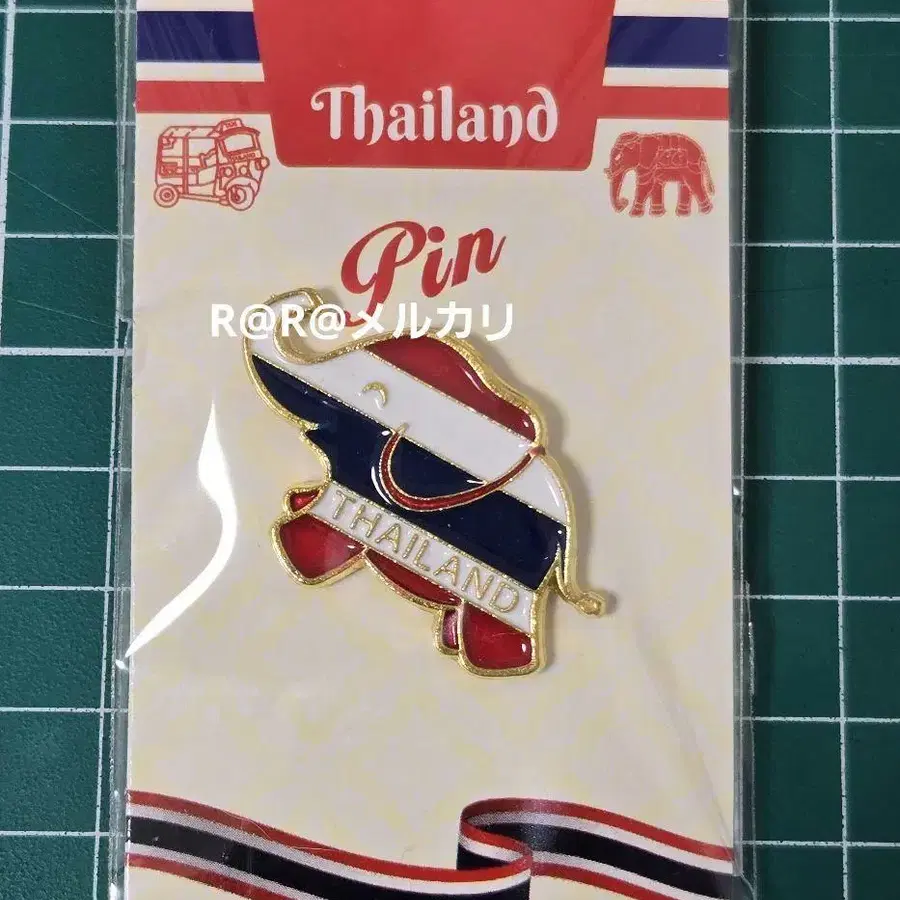 Thailand
Pin
R@R@メルカリ
THAILAND